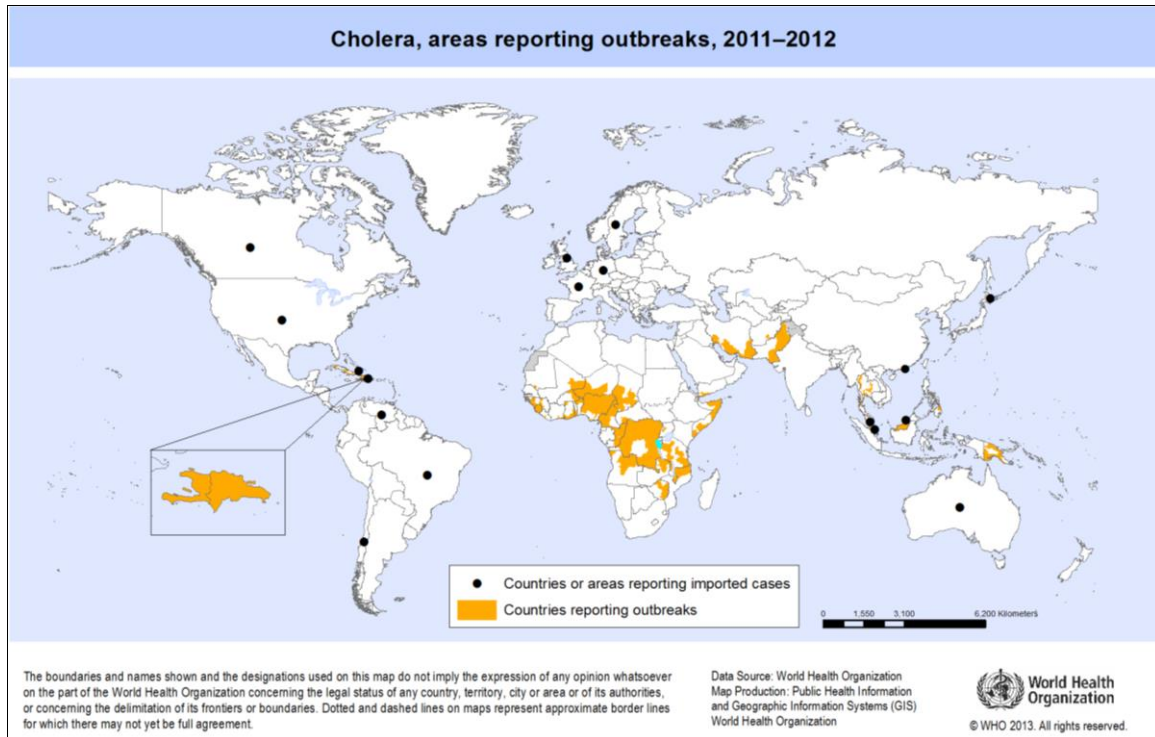 Cholera, areas reporting outbreaks, 2011–2012
Countries or areas reporting imported cases
Countries reporting outbreaks
0 1,550 3,100 6,200 Kilometers
The boundaries and names shown and the designations used on this map do not imply the expression of any opinion whatsoever
on the part of the World Health Organization concerning the legal status of any country, territory, city or area or of its authorities,
or concerning the delimitation of its frontiers or boundaries. Dotted and dashed lines on maps represent approximate border lines
for which there may not yet be full agreement.
Data Source: World Health Organization
Map Production: Public Health Information
and Geographic Information Systems (GIS)
World Health Organization
World Health
Organization
© WHO 2013. All rights reserved.